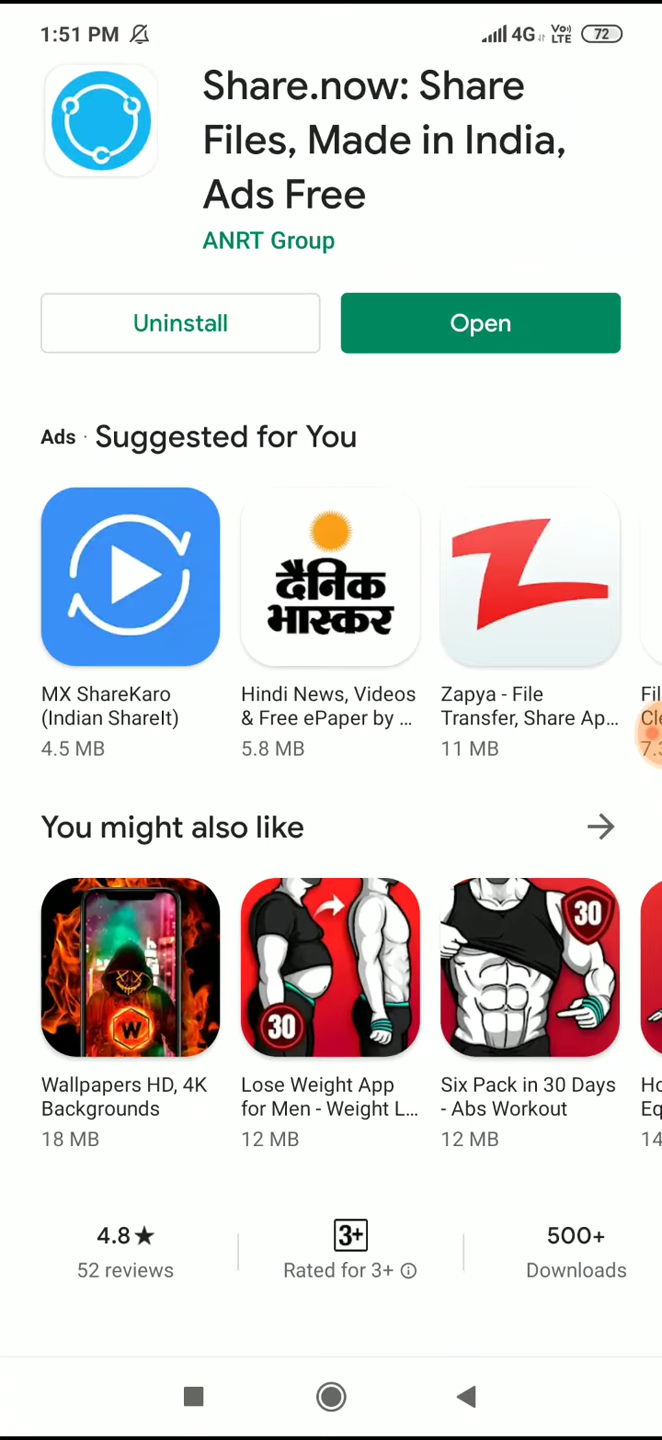 1:51 PM 4G Vo) LTE 72
Share.now: Share
Files, Made in India,
Ads Free
ANRT Group
Uninstall Open
Ads · Suggested for You
दैनिक
भास्कर
MX ShareKaro
(Indian ShareIt)
4.5 MB
Hindi News, Videos
& Free ePaper by ...
5.8 MB
Zapya - File
Transfer, Share Ap...
11 MB
You might also like
W
30
30
Wallpapers HD, 4K
Backgrounds
18 MB
Lose Weight App
for Men - Weight L...
12 MB
Six Pack in 30 Days
- Abs Workout
12 MB
4.8★
52 reviews
3+
Rated for 3+
500+
Downloads